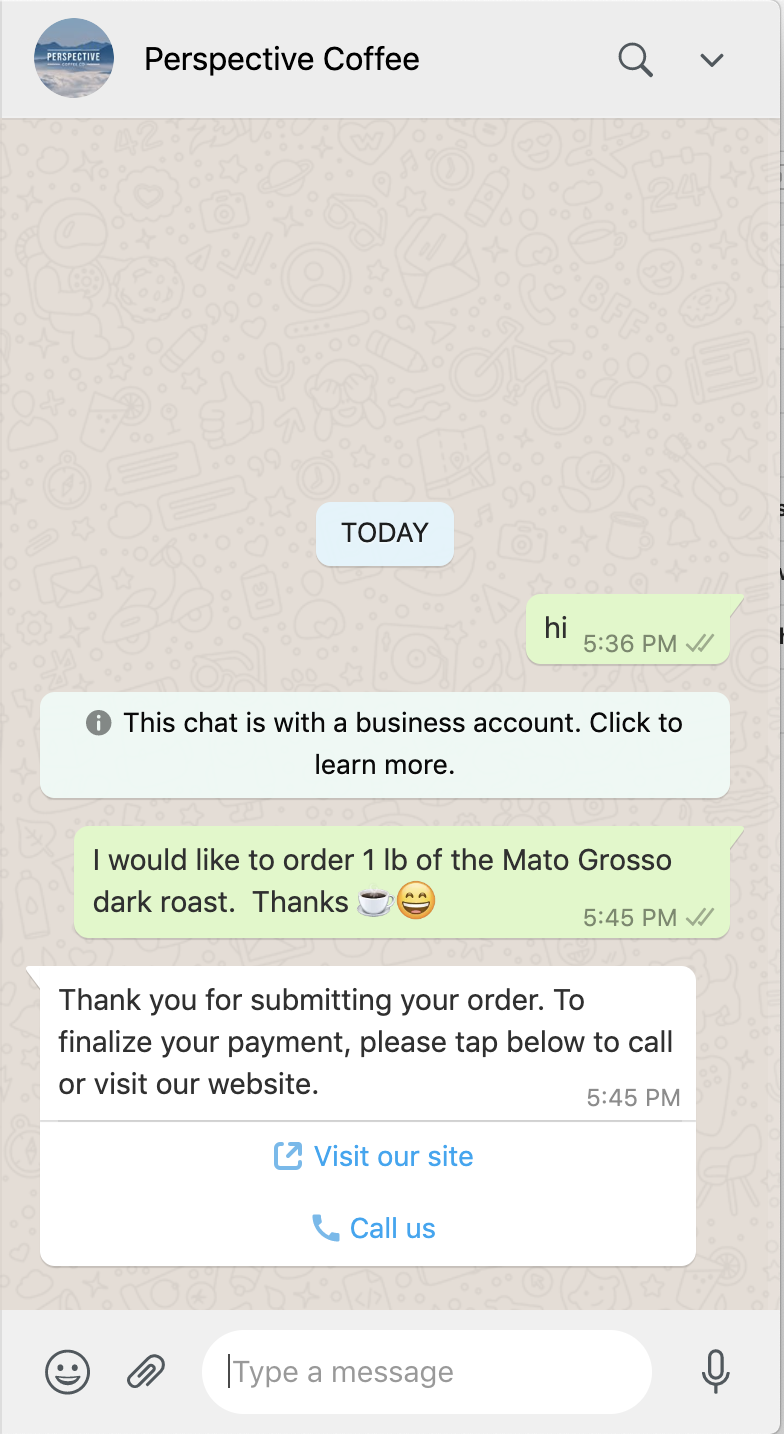 PERSPECTIVE
COFFEE CO
Perspective Coffee
TODAY
hi
5:36 PM
This chat is with a business account. Click to
learn more.
I would like to order 1 lb of the Mato Grosso
dark roast.  Thanks ☕😄
5:45 PM
Thank you for submitting your order. To
finalize your payment, please tap below to call
or visit our website.
5:45 PM
Visit our site
Call us
Type a message